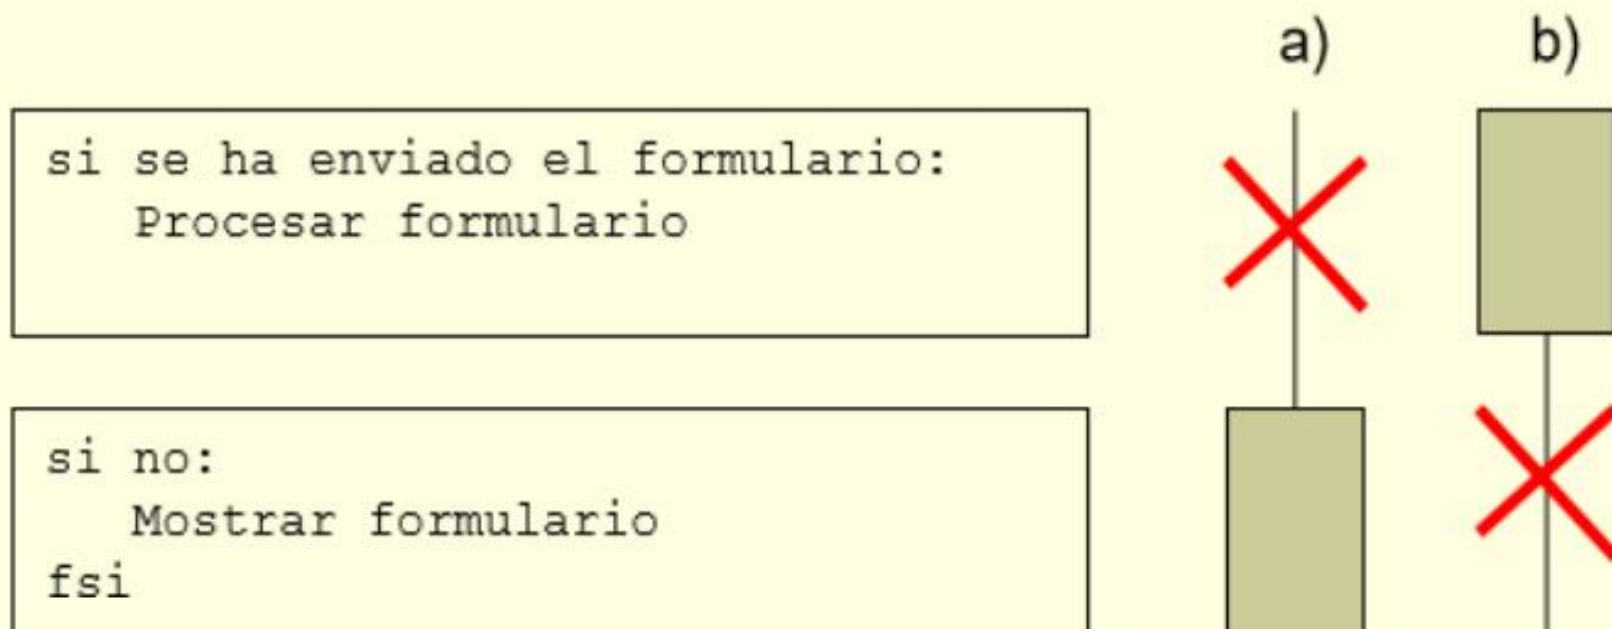 a) b)
si se ha enviado el formulario:
Procesar formulario
si no:
Mostrar formulario
fsi